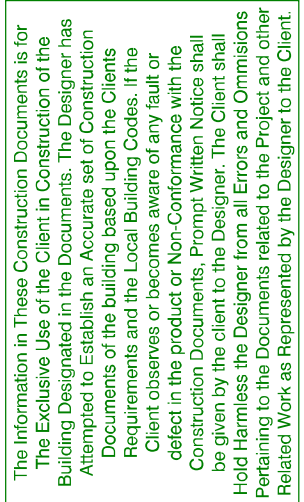 The Information in These Construction Documents is for
The Exclusive Use of the Client in Construction of the
Building Designated in the Documents. The Designer has
Attempted to Establish an Accurate set of Construction
Documents of the building based upon the Clients
Requirements and the Local Building Codes. If the
Client observes or becomes aware of any fault or
defect in the product or Non-Conformance with the
Construction Documents, Prompt Written Notice shall
be given by the client to the Designer. The Client shall
Hold Harmless the Designer from all Errors and Ommisions
Pertaining to the Documents related to the Project and other
Related Work as Represented by the Designer to the Client.